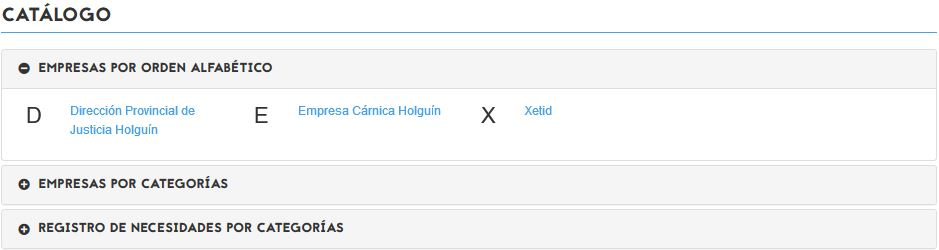 CATÁLOGO
EMPRESAS POR ORDEN ALFABÉTICO
D
Dirección Provincial de
Justicia Holguín
E
Empresa Cárnica Holguín
X
Xetid
EMPRESAS POR CATEGORÍAS
REGISTRO DE NECESIDADES POR CATEGORÍAS